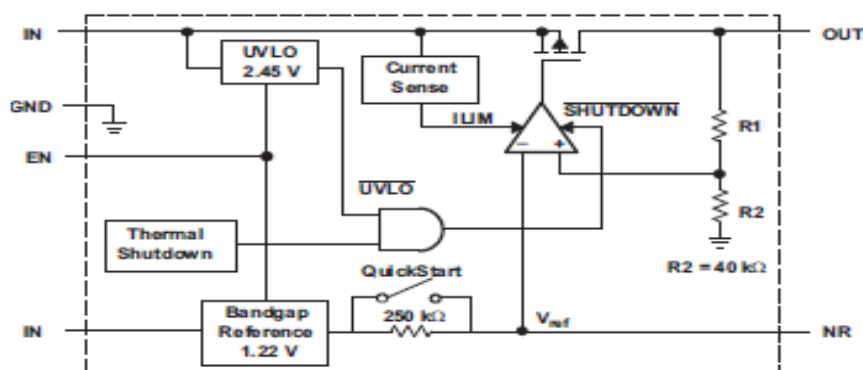 IN
OUT
UVLO
2.45 V
Current
Sense
GND
SHUTDOWN
ILIM
R1
EN
− +
UVLO
R2
Thermal
Shutdown
R2 = 40 kΩ
QuickStart
IN
Bandgap
Reference
1.22 V
250 kΩ
Vref
NR